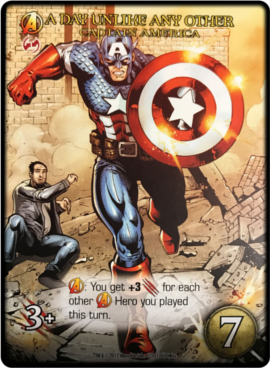 A DAY UNLIKE ANY OTHER
CAPTAIN AMERICA
: You get +3 for each
other Hero you played
this turn.
3+
7